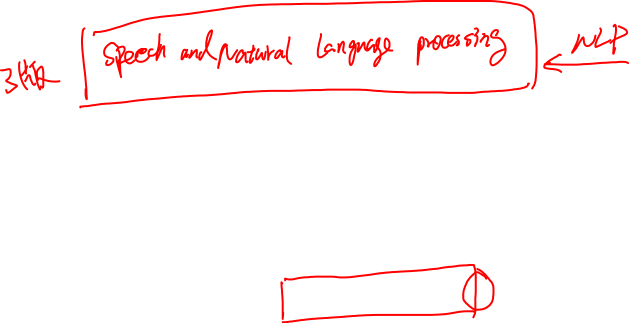 Speech and Natural Language processing
NLP
3版